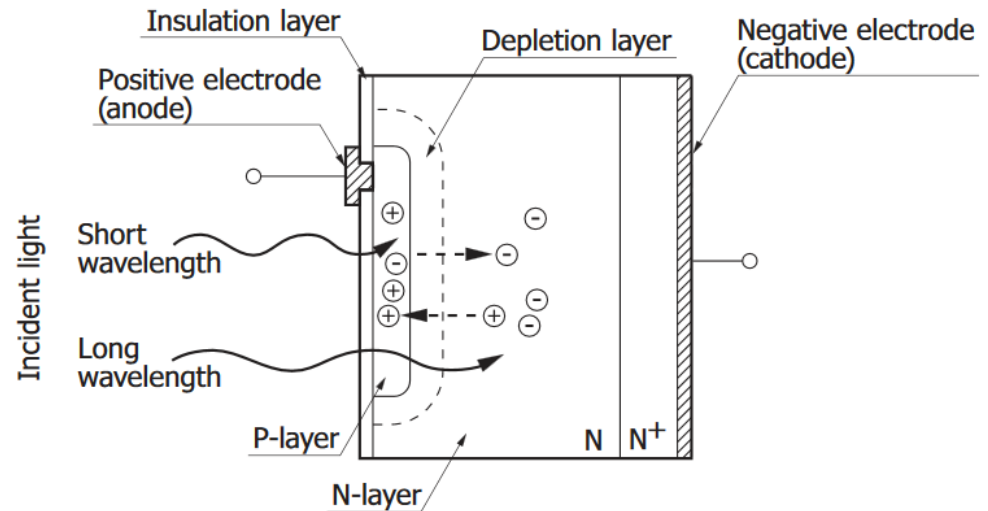 Insulation layer
Depletion layer
Negative electrode
(cathode)
Positive electrode
(anode)
Incident light
Short
wavelength
+
-
-
-
+
-
+
+
-
Long
wavelength
P-layer
N
N+
N-layer